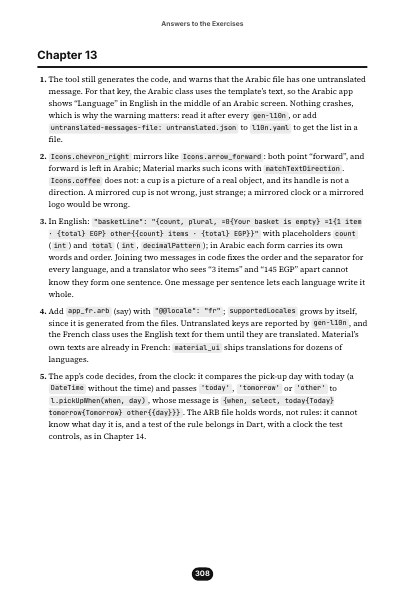 Answers to the Exercises
Chapter 13
1. The tool still generates the code, and warns that the Arabic file has one untranslated
message. For that key, the Arabic class uses the template's text, so the Arabic app
shows “Language” in English in the middle of an Arabic screen. Nothing crashes,
which is why the warning matters: read it after every gen-l10n, or add
untranslated-messages-file: untranslated.json to l10n.yaml to get the list in a
file.
2. Icons.chevron_right mirrors like Icons.arrow_forward: both point “forward”, and
forward is left in Arabic; Material marks such icons with matchTextDirection.
Icons.coffee does not: a cup is a picture of a real object, and its handle is not a
direction. A mirrored cup is not wrong, just strange; a mirrored clock or a mirrored
logo would be wrong.
3. In English: "basketLine": "{count, plural, =0{Your basket is empty} =1{1 item
· {total} EGP} other{{count} items · {total} EGP}}" with placeholders count
(int) and total (int, decimalPattern); in Arabic each form carries its own
words and order. Joining two messages in code fixes the order and the separator for
every language, and a translator who sees “3 items” and “145 EGP” apart cannot
know they form one sentence. One message per sentence lets each language write it
whole.
4. Add app_fr.arb (say) with "@@locale": "fr"; supportedLocales grows by itself,
since it is generated from the files. Untranslated keys are reported by gen-l10n, and
the French class uses the English text for them until they are translated. Material's
own texts are already in French: material_ui ships translations for dozens of
languages.
5. The app's code decides, from the clock: it compares the pick-up day with today (a
DateTime without the time) and passes 'today', 'tomorrow' or 'other' to
l.pickUpWhen(when, day), whose message is {when, select, today{Today}
tomorrow{Tomorrow} other{{day}}}. The ARB file holds words, not rules: it cannot
know what day it is, and a test of the rule belongs in Dart, with a clock the test
controls, as in Chapter 14.
308